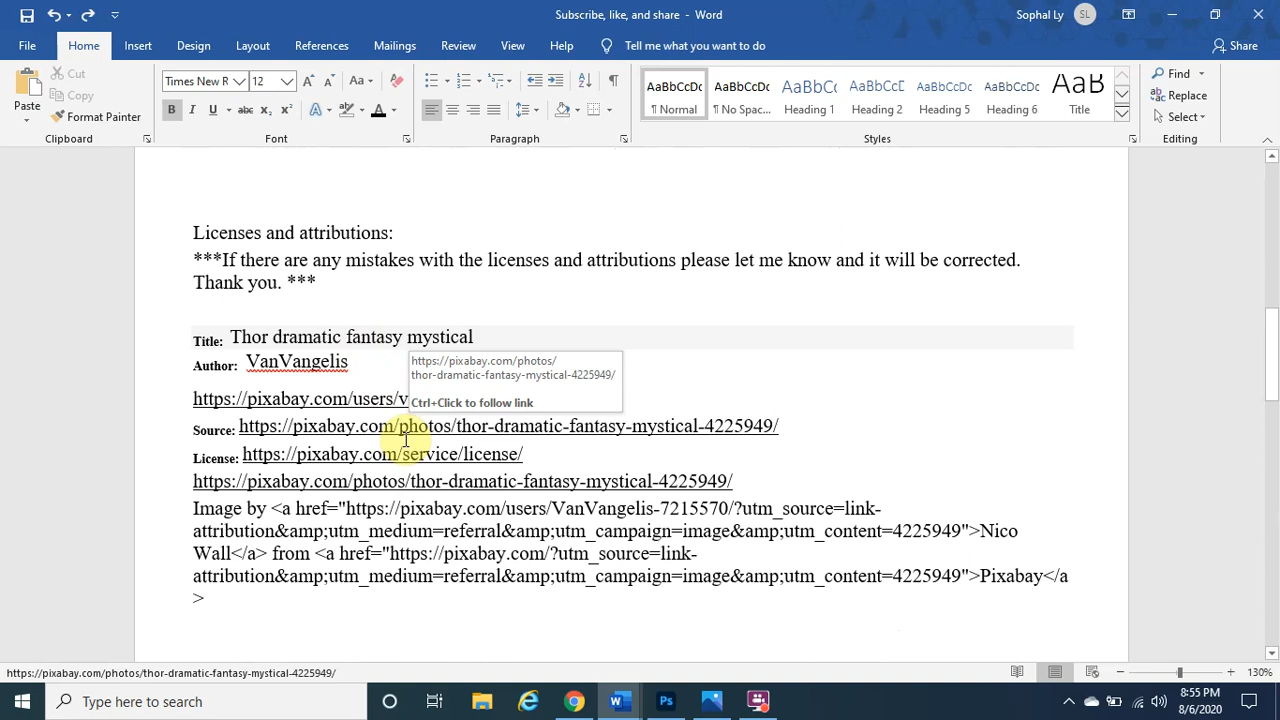 Subscribe, like, and share - Word
Sophal Ly SL
File Home Insert Design Layout References Mailings Review View Help Tell me what you want to do Share
Paste
Cut
Copy
Format Painter
Clipboard
Times New R 12
Aa
B I U abc x₂ x² A A
Font
Paragraph
AaBbCcDc AaBbCcDc AaBbCc AaBbCcD AaBbCcDc AaBbCcDc AaB
¶ Normal ¶ No Spac... Heading 1 Heading 2 Heading 5 Heading 6 Title
Styles
Find
Replace
Select
Editing
Licenses and attributions:
***If there are any mistakes with the licenses and attributions please let me know and it will be corrected.
Thank you. ***
Title: Thor dramatic fantasy mystical
Author: VanVangelis
https://pixabay.com/photos/
thor-dramatic-fantasy-mystical-4225949/
Ctrl+Click to follow link
https://pixabay.com/users/v
Source: https://pixabay.com/photos/thor-dramatic-fantasy-mystical-4225949/
License: https://pixabay.com/service/license/
https://pixabay.com/photos/thor-dramatic-fantasy-mystical-4225949/
Image by <a href="https://pixabay.com/users/VanVangelis-7215570/?utm_source=link-
attribution&amp;utm_medium=referral&amp;utm_campaign=image&amp;utm_content=4225949">Nico
Wall</a> from <a href="https://pixabay.com/?utm_source=link-
attribution&amp;utm_medium=referral&amp;utm_campaign=image&amp;utm_content=4225949">Pixabay</a
>
https://pixabay.com/photos/thor-dramatic-fantasy-mystical-4225949/
130%
Type here to search
8:55 PM
8/6/2020